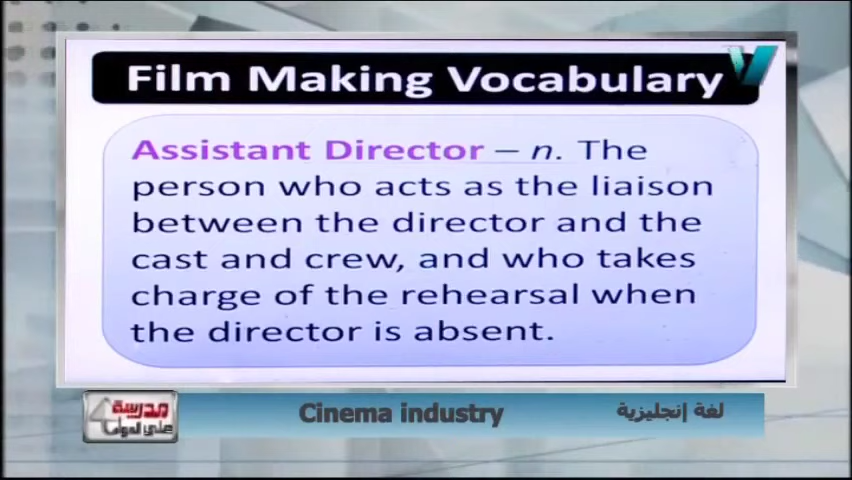 Film Making Vocabulary
Assistant Director – n. The
person who acts as the liaison
between the director and the
cast and crew, and who takes
charge of the rehearsal when
the director is absent.
مدرسة
على الهوا
Cinema industry
لغة إنجليزية